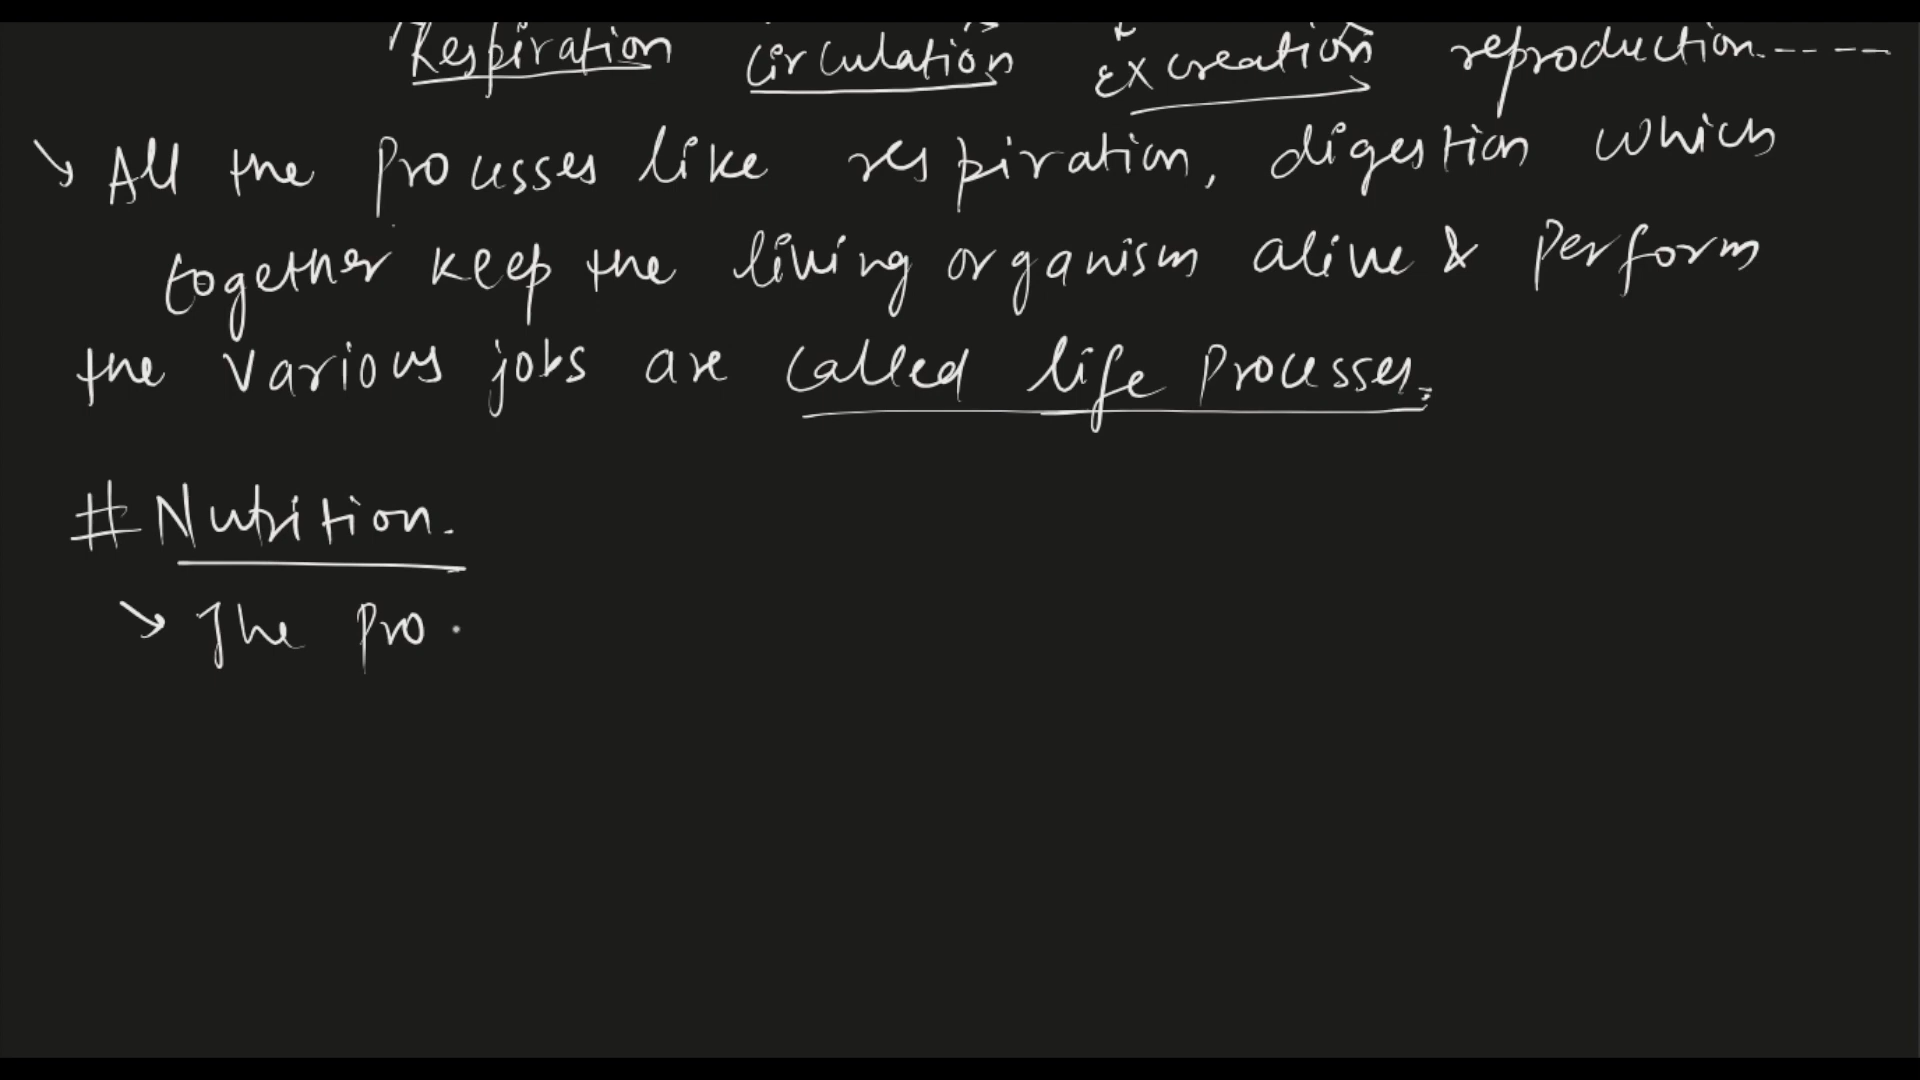 Respiration circulation excreation reproduction-----
→ All the processes like respiration, digestion which
together keep the living organism alive & perform
the various jobs are called life processes.
# Nutrition.
→ The pro